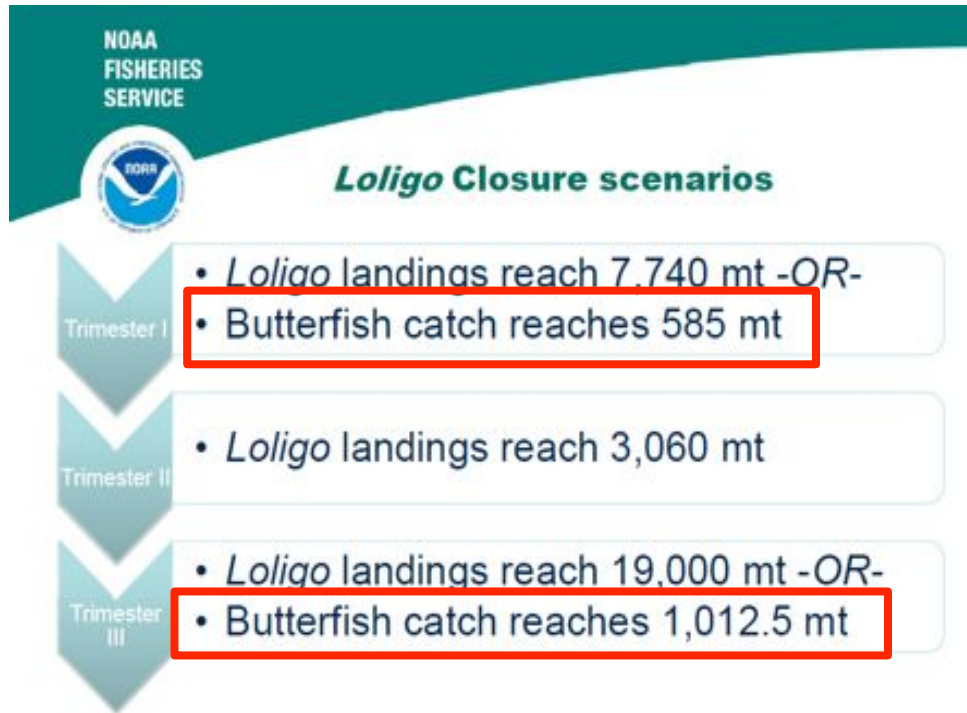 NOAA
FISHERIES
SERVICE
NOAA
Loligo Closure scenarios
• Loligo landings reach 7,740 mt -OR-
Trimester I
• Butterfish catch reaches 585 mt
• Loligo landings reach 3,060 mt
Trimester II
• Loligo landings reach 19,000 mt -OR-
Trimester
III
• Butterfish catch reaches 1,012.5 mt